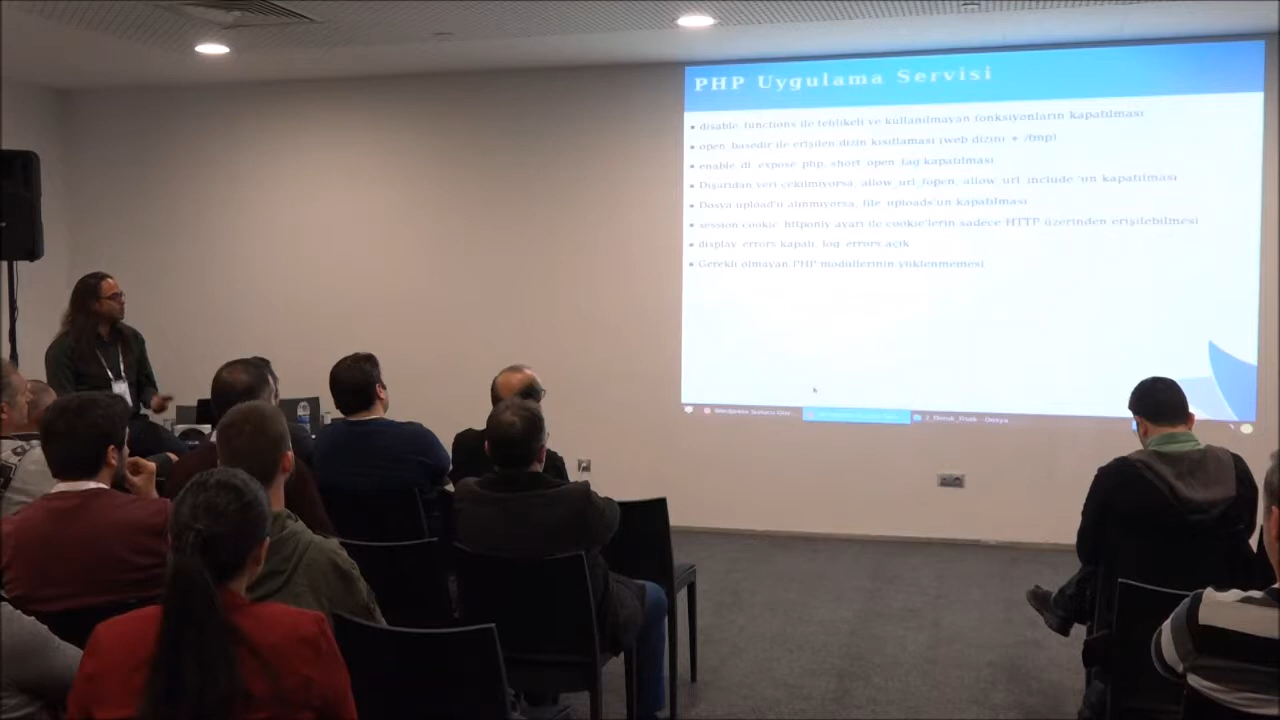 PHP Uygulama Servisi
• disable_functions ile tehlikeli ve kullanılmayan fonksiyonların kapatılması
• open_basedir ile erişilen dizin kısıtlaması (web dizini + /tmp)
• enable_dl, expose_php, short_open_tag kapatılması
• Dışarıdan veri çekilmiyorsa, allow_url_fopen, allow_url_include 'un kapatılması
• Dosya upload'u alınmıyorsa, file_uploads'un kapatılması
• session.cookie_httponly ayarı ile cookie'lerin sadece HTTP üzerinden erişilebilmesi
• display_errors kapalı, log_errors açık
• Gerekli olmayan PHP modüllerinin yüklenmemesi
Dosya